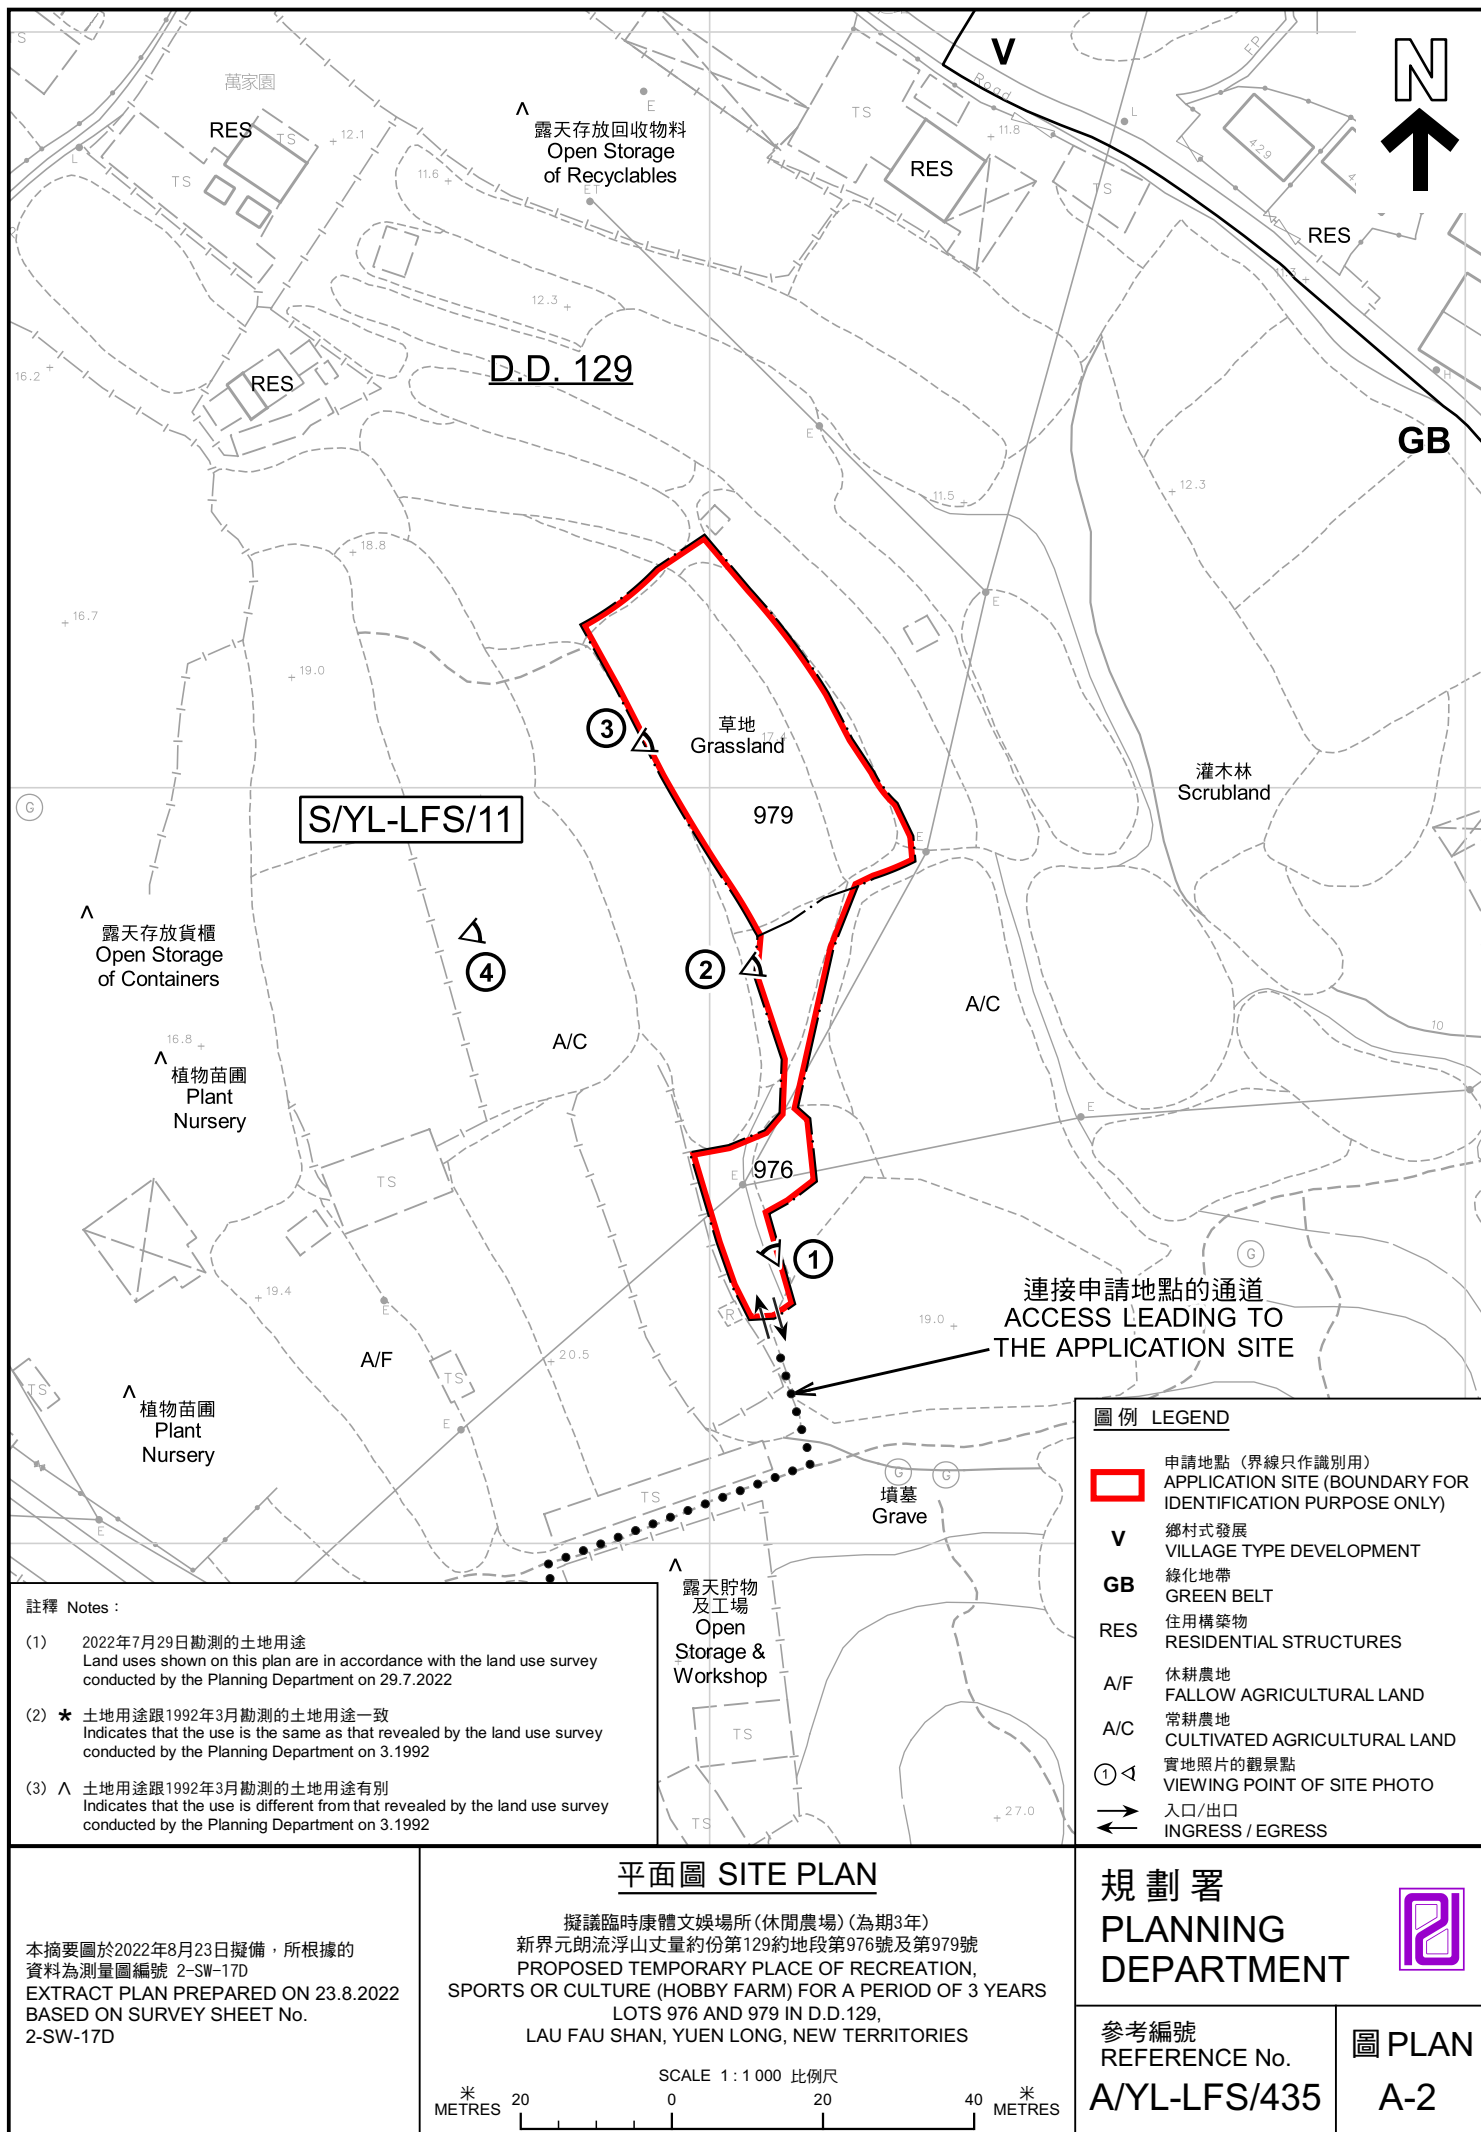 S
萬家園
RES
TS
12.1
L
TS
^
露天存放回收物料
Open Storage
of Recyclables
E
11.6
ET
TS
V
Road
FP
N
L
11.8
RES
TS
429
RES
11.3
12.3
D.D. 129
16.2
RES
H
GB
E
11.5
12.3
18.8
E
16.7
19.0
3
草地
Grassland
17.4
979
灌木林
Scrubland
G
S/YL-LFS/11
E
^
露天存放貨櫃
Open Storage
of Containers
4
2
A/C
A/C
10
16.8
^
植物苗圃
Plant
Nursery
E
TS
E
976
1
G
19.4
E
R
19.0
連接申請地點的通道
ACCESS LEADING TO
THE APPLICATION SITE
A/F
20.5
TS
TS
^
植物苗圃
Plant
Nursery
E
E
TS
G
G
墳墓
Grave
^
露天貯物
及工場
Open
Storage &
Workshop
TS
TS
27.0
圖例 LEGEND
申請地點（界線只作識別用）
APPLICATION SITE (BOUNDARY FOR
IDENTIFICATION PURPOSE ONLY)
V 鄉村式發展
VILLAGE TYPE DEVELOPMENT
GB 綠化地帶
GREEN BELT
RES 住用構築物
RESIDENTIAL STRUCTURES
A/F 休耕農地
FALLOW AGRICULTURAL LAND
A/C 常耕農地
CULTIVATED AGRICULTURAL LAND
1 實地照片的觀景點
VIEWING POINT OF SITE PHOTO
入口/出口
INGRESS / EGRESS
註釋 Notes :
(1) 2022年7月29日勘測的土地用途
Land uses shown on this plan are in accordance with the land use survey
conducted by the Planning Department on 29.7.2022
(2) * 土地用途跟1992年3月勘測的土地用途一致
Indicates that the use is the same as that revealed by the land use survey
conducted by the Planning Department on 3.1992
(3) ^ 土地用途跟1992年3月勘測的土地用途有別
Indicates that the use is different from that revealed by the land use survey
conducted by the Planning Department on 3.1992
本摘要圖於2022年8月23日擬備，所根據的
資料為測量圖編號 2-SW-17D
EXTRACT PLAN PREPARED ON 23.8.2022
BASED ON SURVEY SHEET No.
2-SW-17D
平面圖 SITE PLAN
擬議臨時康體文娛場所(休閒農場)(為期3年)
新界元朗流浮山丈量約份第129約地段第976號及第979號
PROPOSED TEMPORARY PLACE OF RECREATION,
SPORTS OR CULTURE (HOBBY FARM) FOR A PERIOD OF 3 YEARS
LOTS 976 AND 979 IN D.D.129,
LAU FAU SHAN, YUEN LONG, NEW TERRITORIES
SCALE 1 : 1 000 比例尺
米 METRES 20 0 20 40 米 METRES
規劃署
PLANNING
DEPARTMENT
參考編號
REFERENCE No.
A/YL-LFS/435
圖 PLAN
A-2